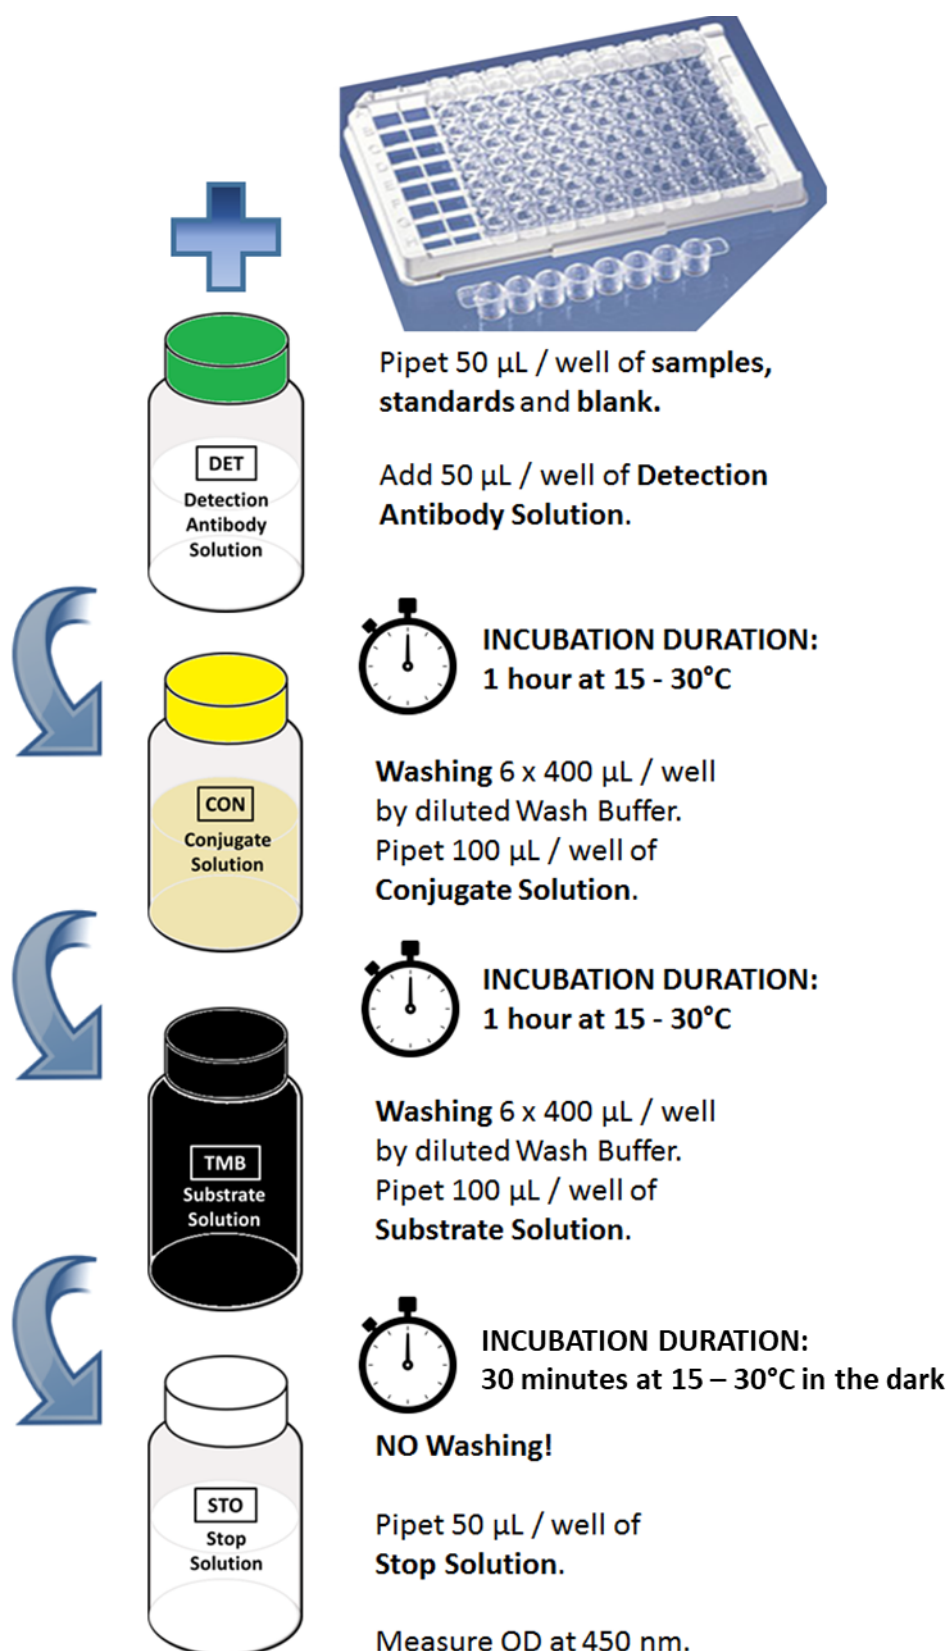 Pipet 50 µL / well of samples,
standards and blank.
DET
Detection
Antibody
Solution
Add 50 µL / well of Detection
Antibody Solution.
INCUBATION DURATION:
1 hour at 15 - 30°C
CON
Conjugate
Solution
Washing 6 x 400 µL / well
by diluted Wash Buffer.
Pipet 100 µL / well of
Conjugate Solution.
INCUBATION DURATION:
1 hour at 15 - 30°C
TMB
Substrate
Solution
Washing 6 x 400 µL / well
by diluted Wash Buffer.
Pipet 100 µL / well of
Substrate Solution.
INCUBATION DURATION:
30 minutes at 15 – 30°C in the dark
NO Washing!
STO
Stop
Solution
Pipet 50 µL / well of
Stop Solution.
Measure OD at 450 nm.